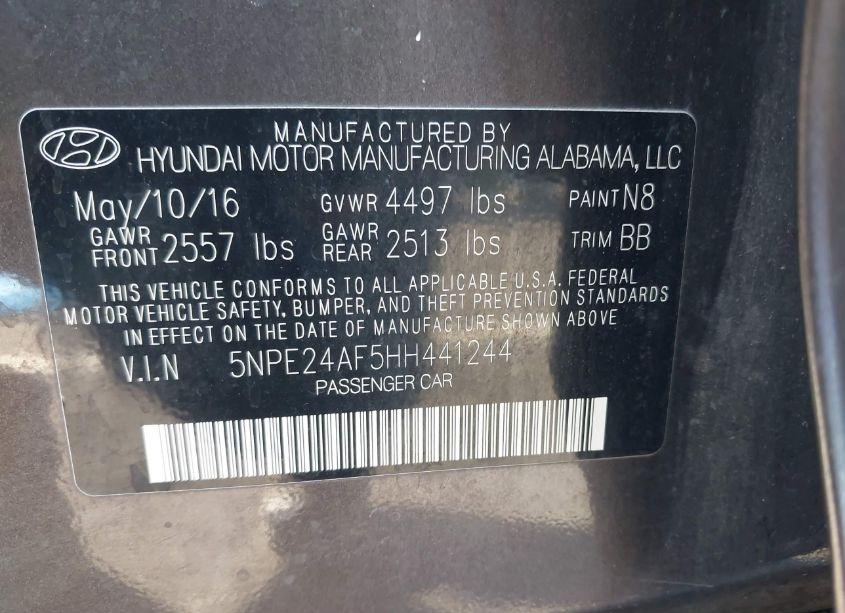 MANUFACTURED BY
HYUNDAI MOTOR MANUFACTURING ALABAMA, LLC
May/10/16 GVWR 4497 lbs PAINT N8
GAWR FRONT 2557 lbs GAWR REAR 2513 lbs TRIM BB
THIS VEHICLE CONFORMS TO ALL APPLICABLE U.S.A. FEDERAL
MOTOR VEHICLE SAFETY, BUMPER, AND THEFT PREVENTION STANDARDS
IN EFFECT ON THE DATE OF MANUFACTURE SHOWN ABOVE
V.I.N 5NPE24AF5HH441244
PASSENGER CAR